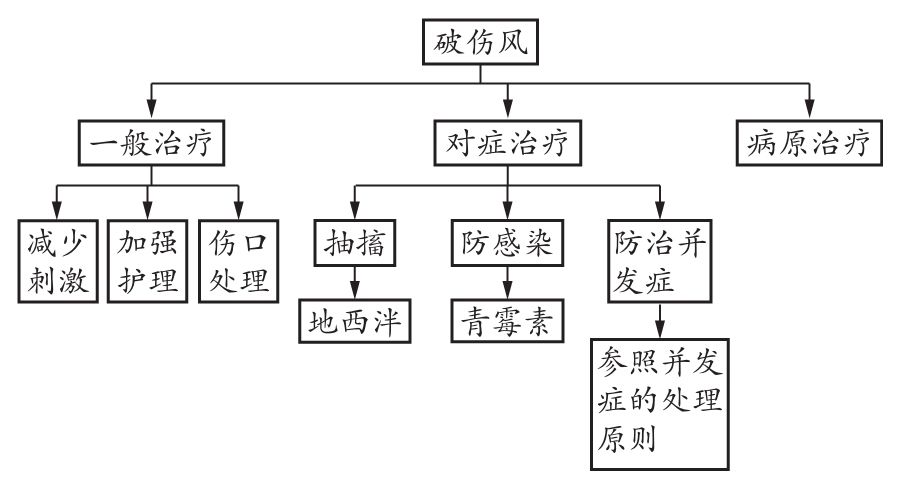 破伤风
一般治疗
对症治疗
病原治疗
减少
刺激
加强
护理
伤口
处理
抽搐
防感染
防治并
发症
地西泮
青霉素
参照并发
症的处理
原则